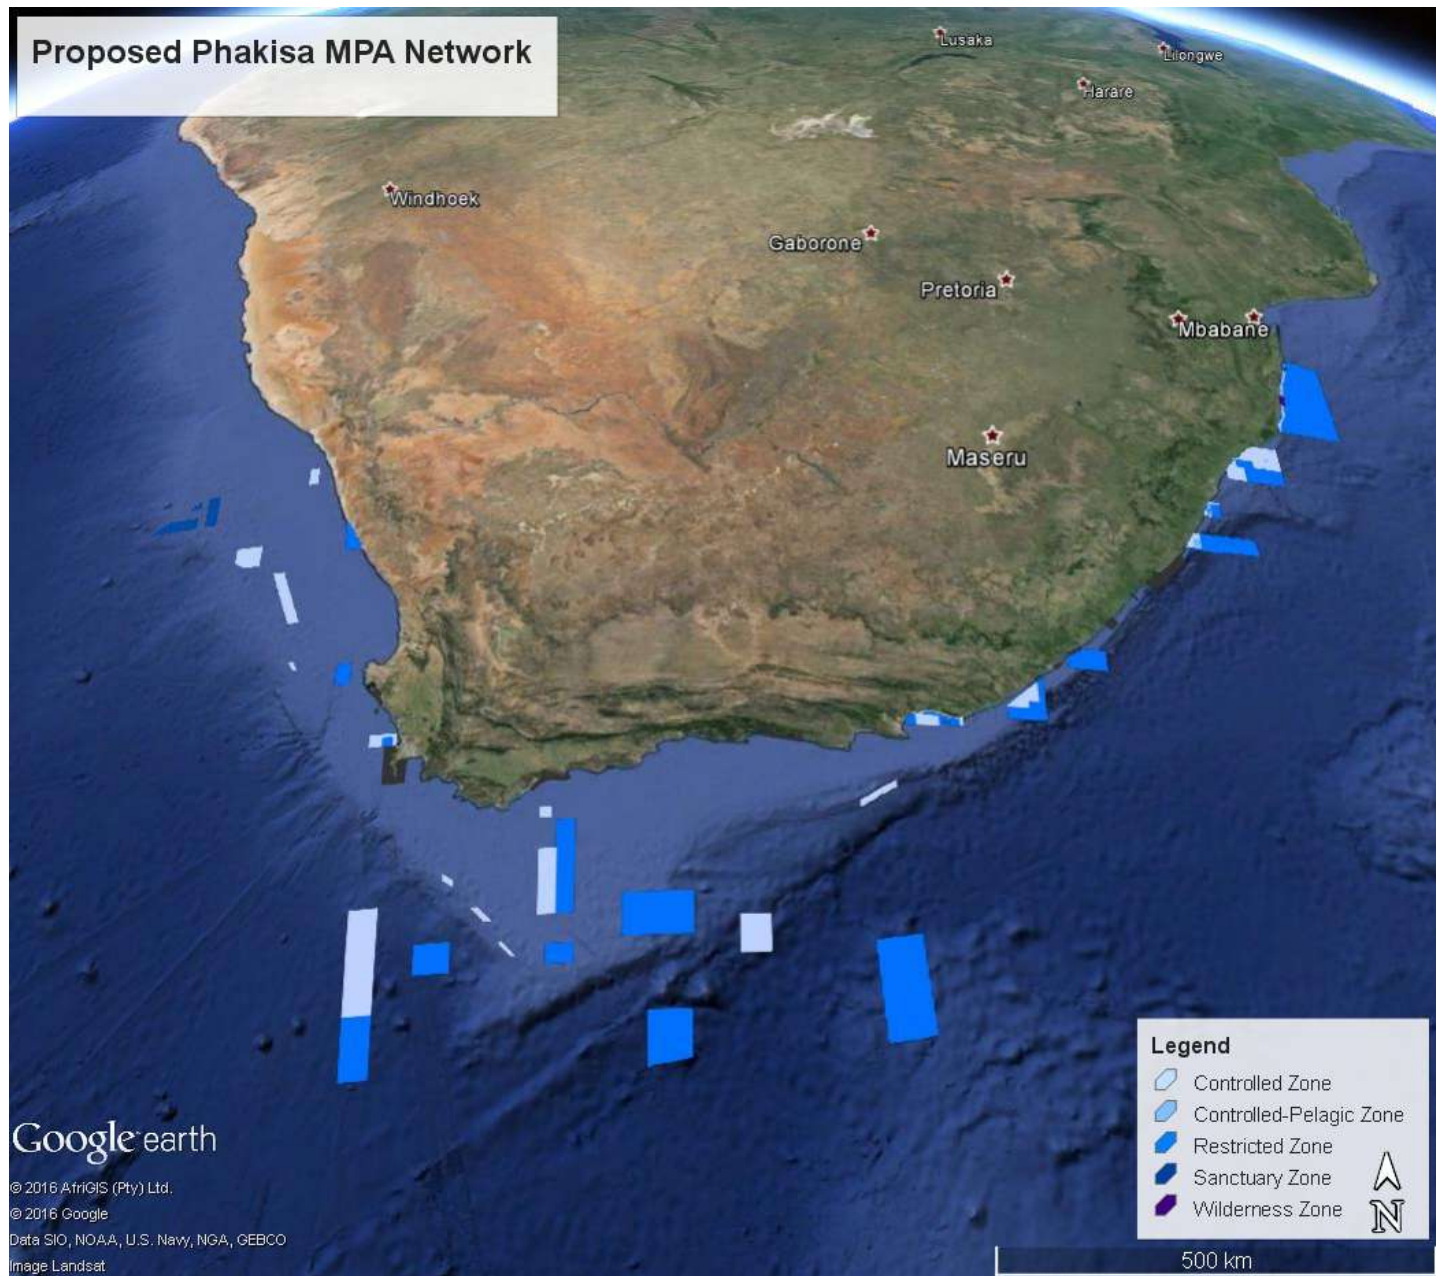 Proposed Phakisa MPA Network
Lusaka
Lilongwe
Harare
Windhoek
Gaborone
Pretoria
Mbabane
Maseru
Legend
Controlled Zone
Controlled-Pelagic Zone
Restricted Zone
Sanctuary Zone
Wilderness Zone
N
Google earth
© 2016 AfriGIS (Pty) Ltd.
© 2016 Google
Data SIO, NOAA, U.S. Navy, NGA, GEBCO
Image Landsat
500 km